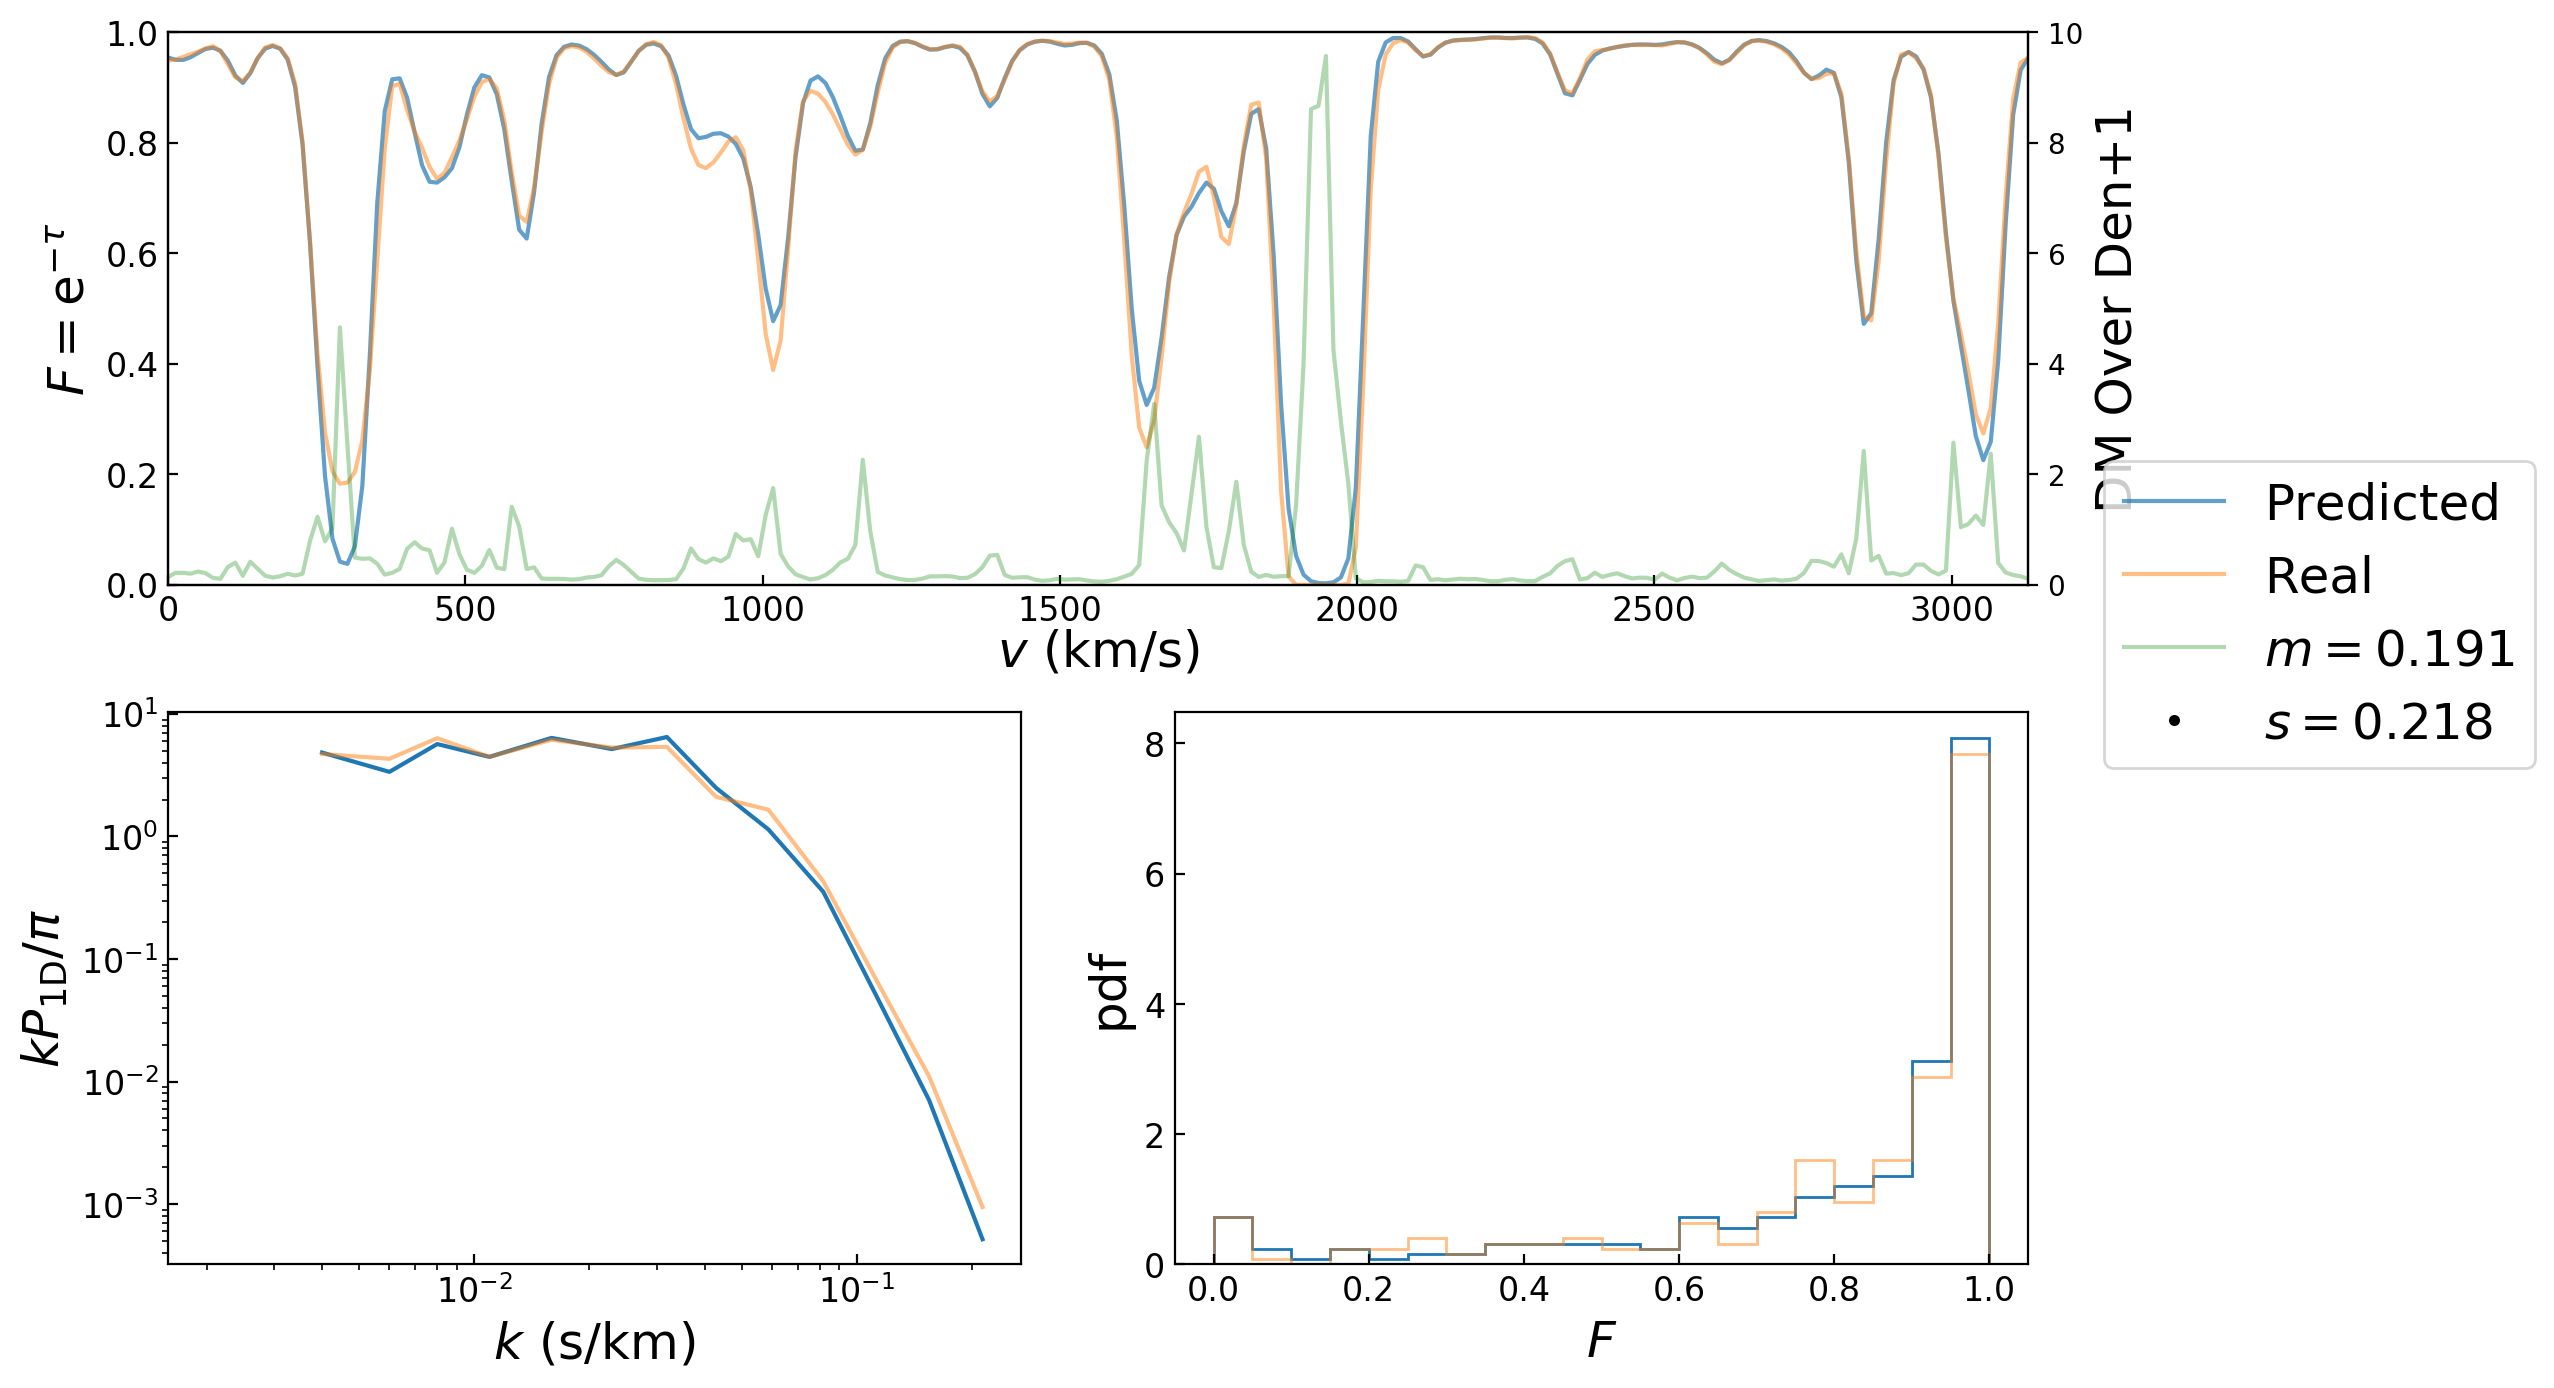 1.0
0.8
0.6
0.4
0.2
0.0
F = e^{−τ}
10
8
6
4
2
0
DM Over Den+1
0 500 1000 1500 2000 2500 3000
v (km/s)
Predicted
Real
m = 0.191
s = 0.218
10^1
10^0
10^{−1}
10^{−2}
10^{−3}
kP_{1D}/π
10^{−2} 10^{−1}
k (s/km)
8
6
4
2
0
pdf
0.0 0.2 0.4 0.6 0.8 1.0
F